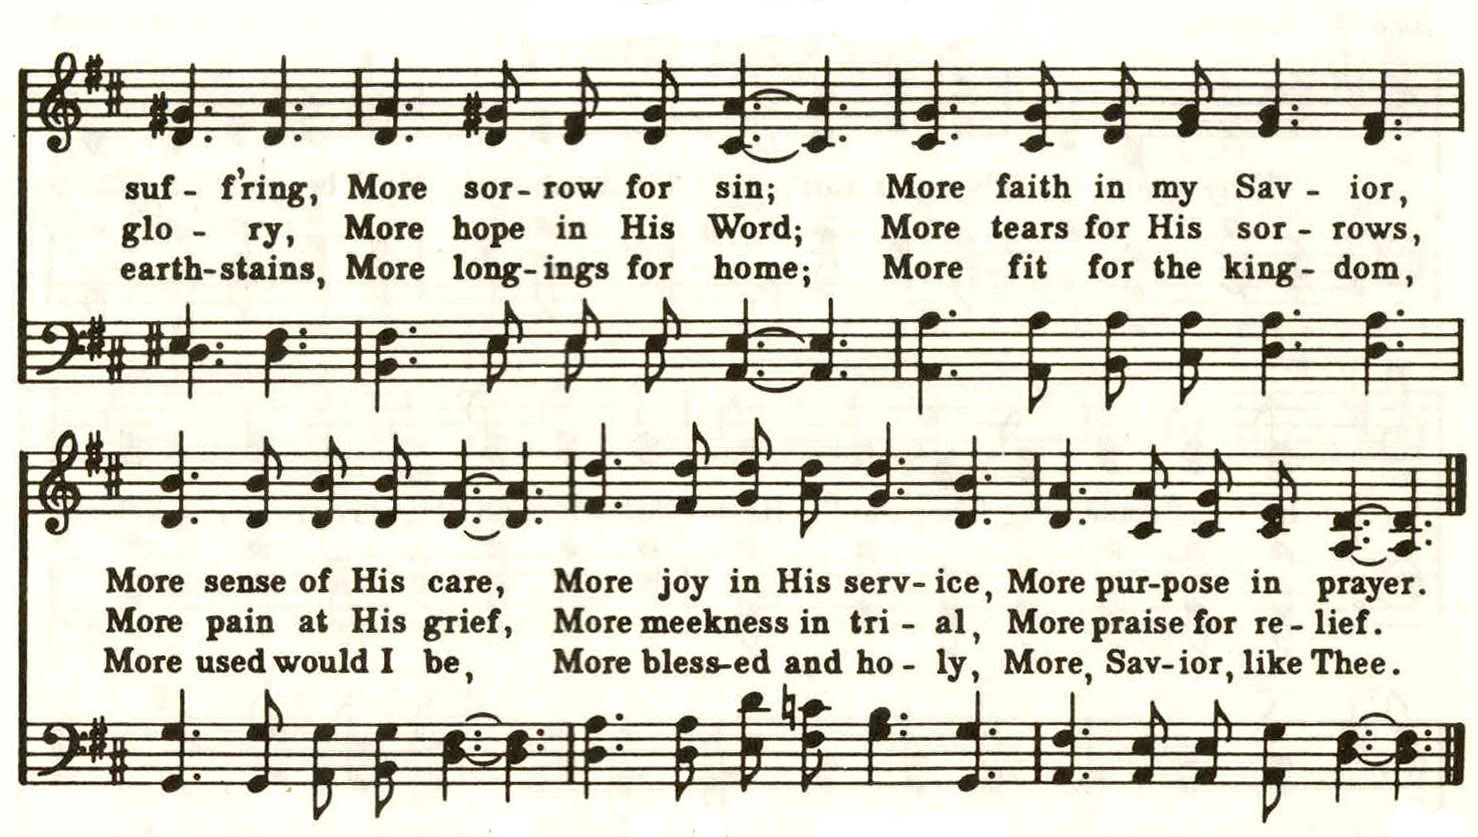 suf - f'ring, More sor - row for sin; More faith in my Sav - ior,
glo - ry, More hope in His Word; More tears for His sor - rows,
earth-stains, More long-ings for home; More fit for the king- dom,
More sense of His care, More joy in His serv- ice, More pur-pose in prayer.
More pain at His grief, More meekness in tri - al, More praise for re - lief.
More used would I be, More bless-ed and ho - ly, More, Sav-ior, like Thee.